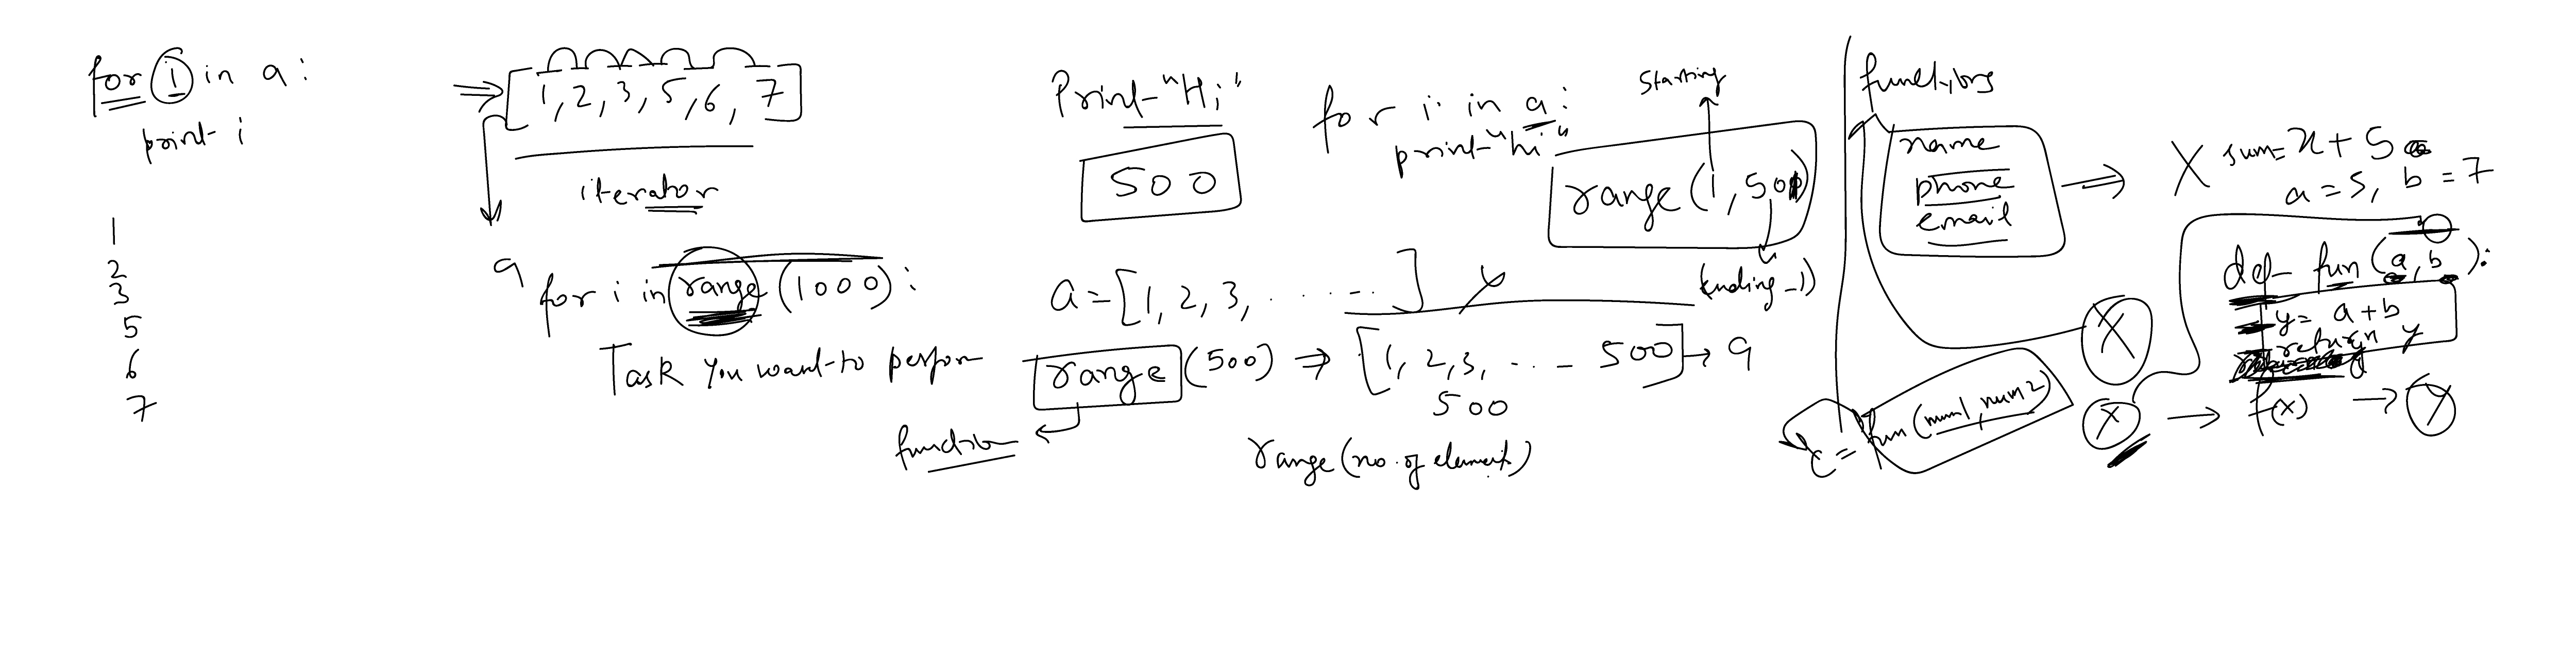 for i in a:
print i
1
2
3
5
6
7
[1, 2, 3, 5, 6, 7]
iterator
a
for i in range (1000):
Task You want to perfom
Print "Hi"
500
for i in a:
print "hi"
Starting
range (1, 501)
(ending -1)
a = [1, 2, 3, . . . . .]
range (500) ⇒ [1, 2, 3, . . . 500] → a
500
function
range (no. of element)
functions
name
phone
email
X
sum = x + 5
a = 5, b = 7
def fun (a, b):
y = a + b
return y
X
c = fun (num1, num2)
X → f(x) → Y